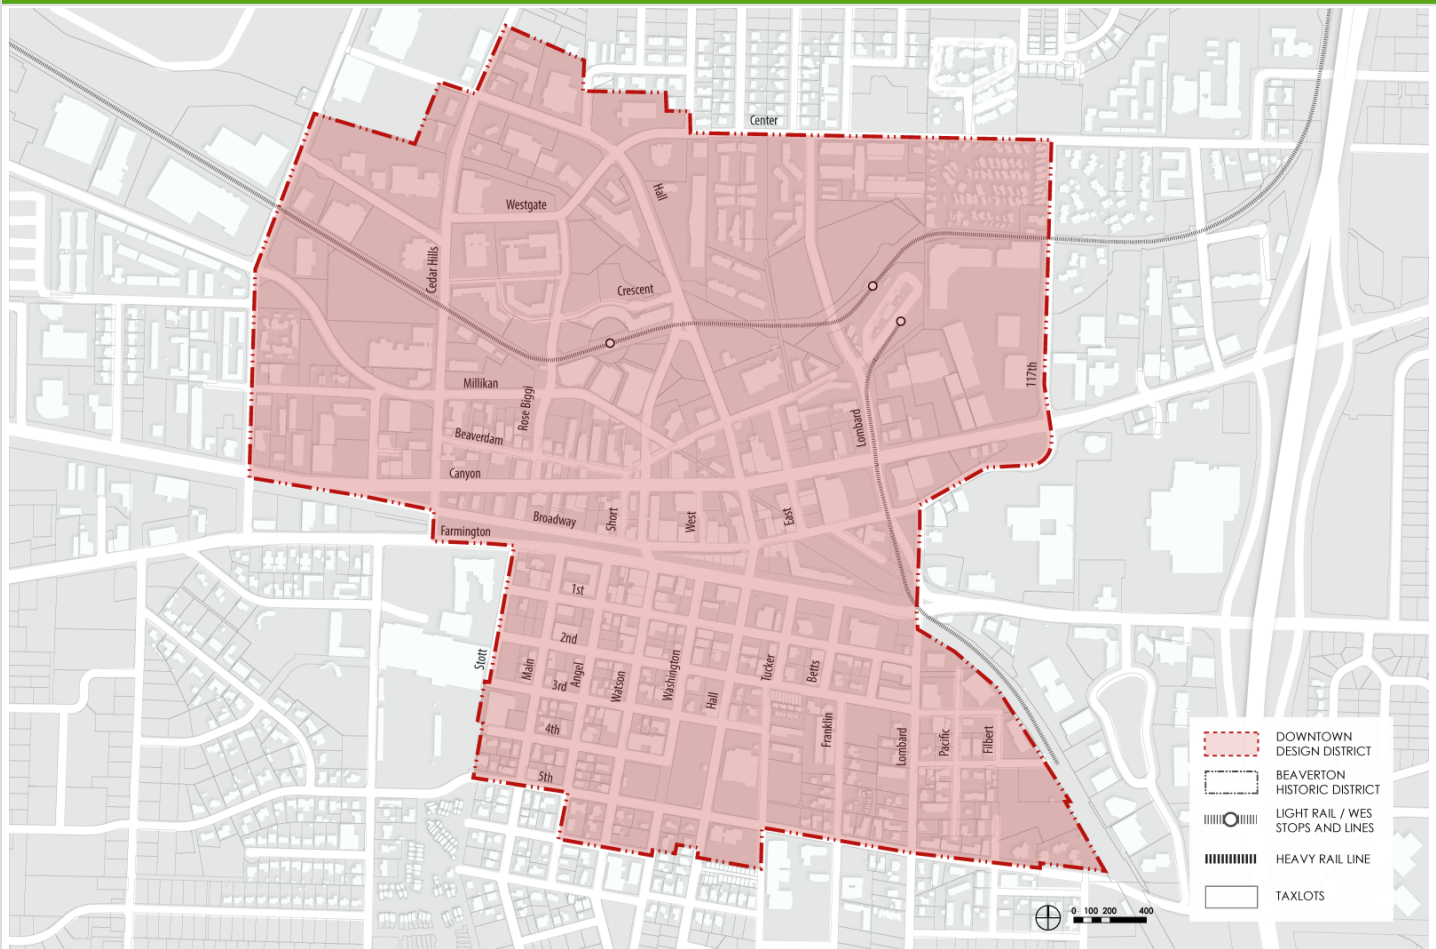 Center
Hall
Westgate
Cedar Hills
Crescent
Millikan
Rose Biggi
117th
Beaverdam
Lombard
Canyon
Broadway
Short
West
East
Farmington
1st
2nd
Stott
Main
3rd
Angel
Watson
Washington
Hall
Tucker
Betts
4th
Franklin
Lombard
Pacific
Filbert
5th
DOWNTOWN
DESIGN DISTRICT
BEAVERTON
HISTORIC DISTRICT
LIGHT RAIL / WES
STOPS AND LINES
HEAVY RAIL LINE
TAXLOTS
0 100 200 400